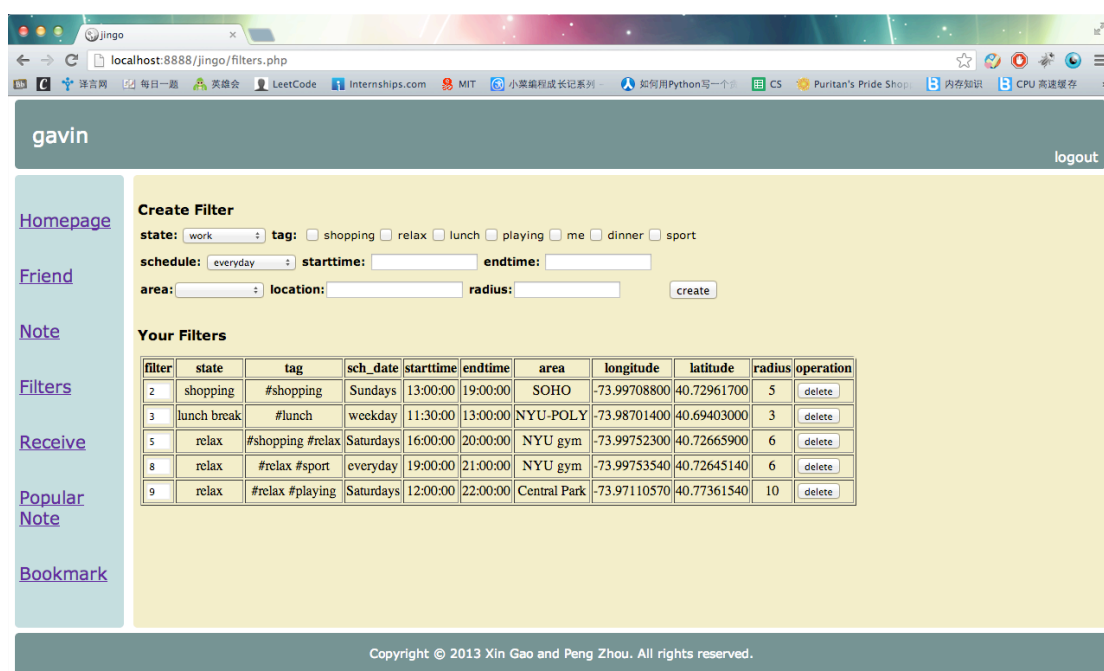 jingo
localhost:8888/jingo/filters.php
译言网 每日一题 英雄会 LeetCode Internships.com MIT 小菜编程成长记系列 - 如何用Python写一个 CS Puritan's Pride Shop 内存知识 CPU 高速缓存
gavin
logout
Homepage
Friend
Note
Filters
Receive
Popular
Note
Bookmark
Create Filter
state: work tag: shopping relax lunch playing me dinner sport
schedule: everyday starttime: endtime:
area: location: radius: create
Your Filters
filter state tag sch_date starttime endtime area longitude latitude radius operation
2 shopping #shopping Sundays 13:00:00 19:00:00 SOHO -73.99708800 40.72961700 5 delete
3 lunch break #lunch weekday 11:30:00 13:00:00 NYU-POLY -73.98701400 40.69403000 3 delete
5 relax #shopping #relax Saturdays 16:00:00 20:00:00 NYU gym -73.99752300 40.72665900 6 delete
8 relax #relax #sport everyday 19:00:00 21:00:00 NYU gym -73.99753540 40.72645140 6 delete
9 relax #relax #playing Saturdays 12:00:00 22:00:00 Central Park -73.97110570 40.77361540 10 delete
Copyright © 2013 Xin Gao and Peng Zhou. All rights reserved.